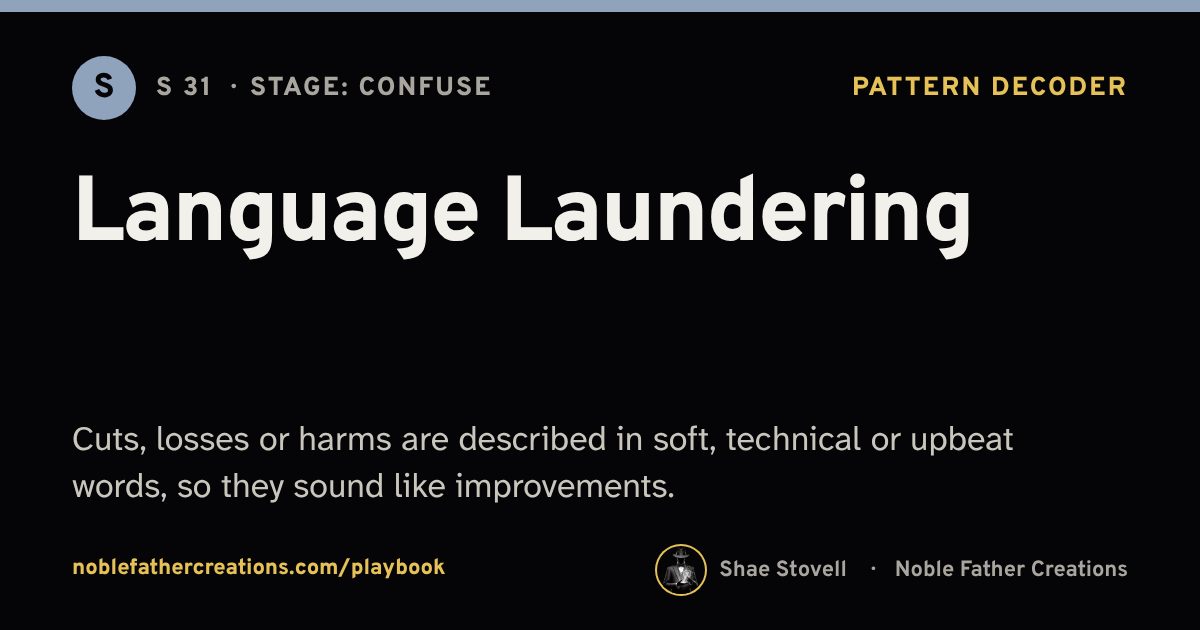 S
S 31 · STAGE: CONFUSE
PATTERN DECODER
Language Laundering
Cuts, losses or harms are described in soft, technical or upbeat
words, so they sound like improvements.
noblefathercreations.com/playbook
Shae Stovell · Noble Father Creations